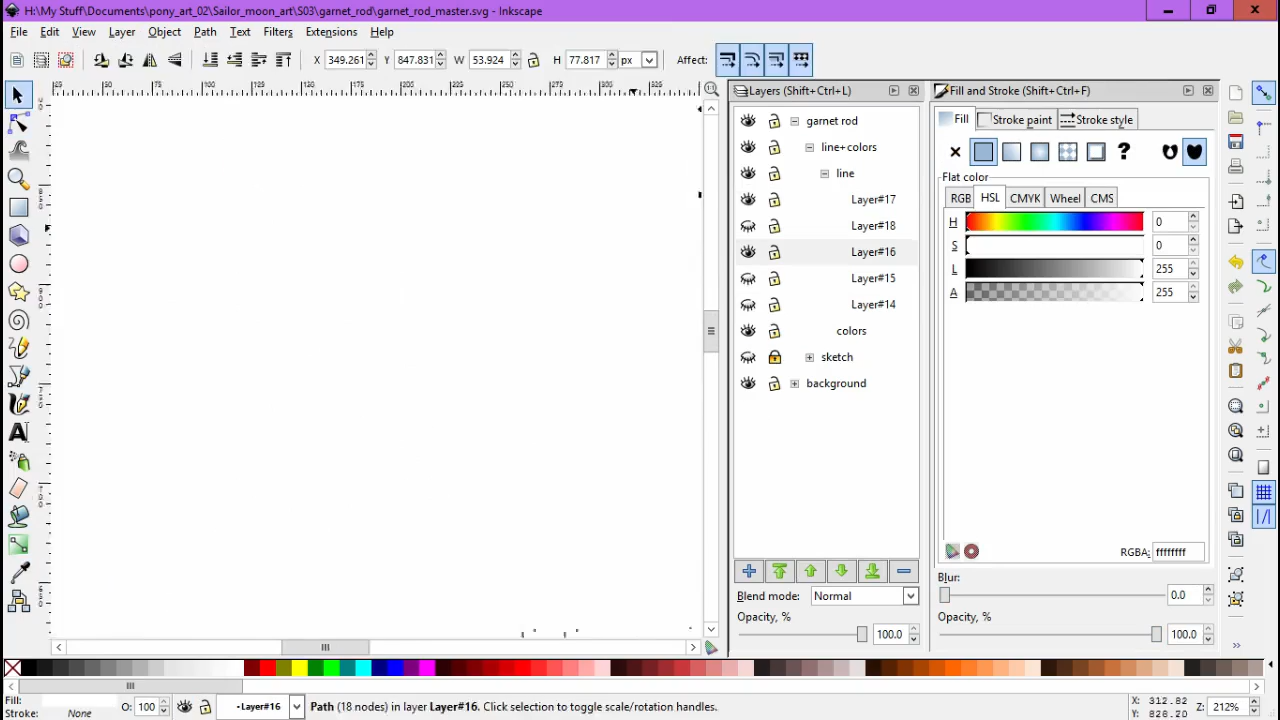 H:\My Stuff\Documents\pony_art_02\Sailor_moon_art\S03\garnet_rod\garnet_rod_master.svg - Inkscape
File Edit View Layer Object Path Text Filters Extensions Help
X 349.261 Y 847.831 W 53.924 H 77.817 px Affect:
Layers (Shift+Ctrl+L)
garnet rod
line+colors
line
Layer#17
Layer#18
Layer#16
Layer#15
Layer#14
colors
sketch
background
Blend mode: Normal
Opacity, %
100.0
Fill and Stroke (Shift+Ctrl+F)
Fill Stroke paint Stroke style
Flat color
RGB HSL CMYK Wheel CMS
H 0
S 0
L 255
A 255
RGBA: ffffffff
Blur:
0.0
Opacity, %
100.0
Fill:
Stroke: None
O: 100
Layer#16
Path (18 nodes) in layer Layer#16. Click selection to toggle scale/rotation handles.
X: 312.82
Y: 828.20
Z: 212%